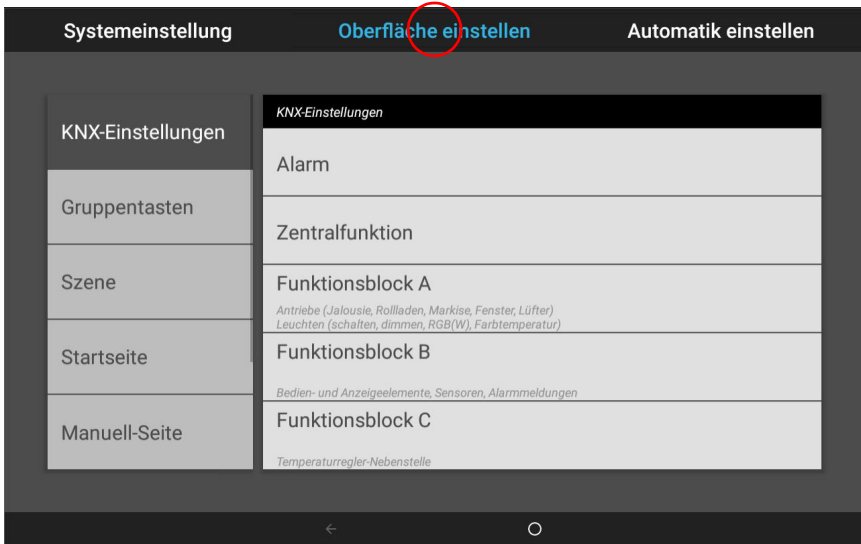 Systemeinstellung Oberfläche einstellen Automatik einstellen
KNX-Einstellungen
Gruppentasten
Szene
Startseite
Manuell-Seite
KNX-Einstellungen
Alarm
Zentralfunktion
Funktionsblock A
Antriebe (Jalousie, Rollladen, Markise, Fenster, Lüfter)
Leuchten (schalten, dimmen, RGB(W), Farbtemperatur)
Funktionsblock B
Bedien- und Anzeigeelemente, Sensoren, Alarmmeldungen
Funktionsblock C
Temperaturregler-Nebenstelle